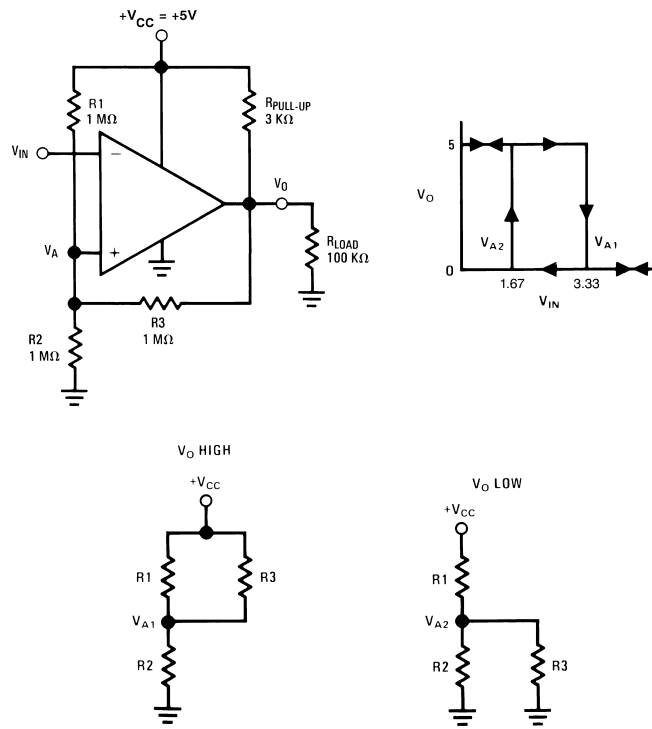 +VCC = +5V
R1
1 MΩ
RPULL-UP
3 KΩ
VIN
−
VO
VA
+
RLOAD
100 KΩ
R3
1 MΩ
R2
1 MΩ
5
VO
VA2
VA1
0
1.67
3.33
VIN
VO HIGH
+VCC
R1
R3
VA1
R2
VO LOW
+VCC
R1
VA2
R2
R3